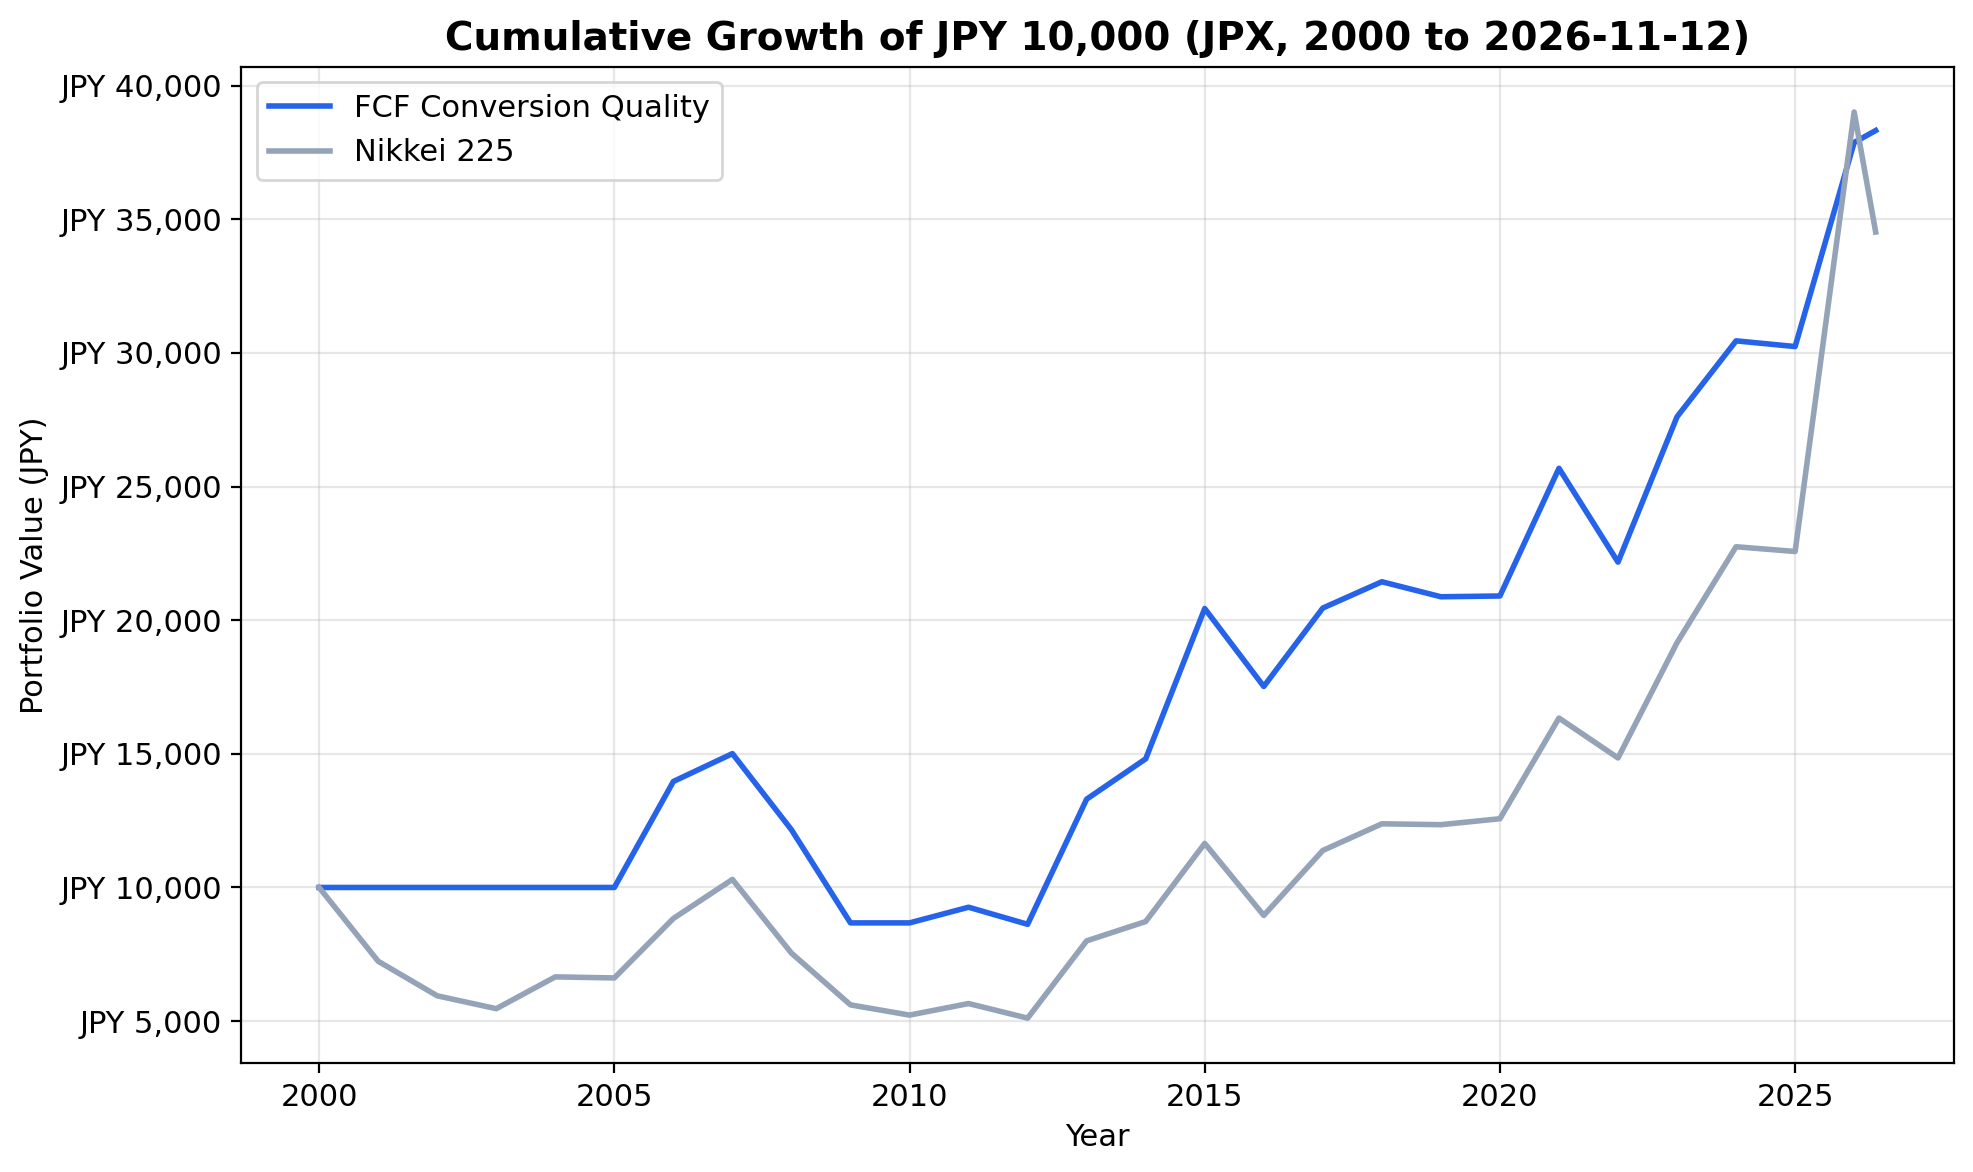 Cumulative Growth of JPY 10,000 (JPX, 2000 to 2026-11-12)
FCF Conversion Quality
Nikkei 225
Portfolio Value (JPY)
JPY 40,000
JPY 35,000
JPY 30,000
JPY 25,000
JPY 20,000
JPY 15,000
JPY 10,000
JPY 5,000
2000 2005 2010 2015 2020 2025
Year